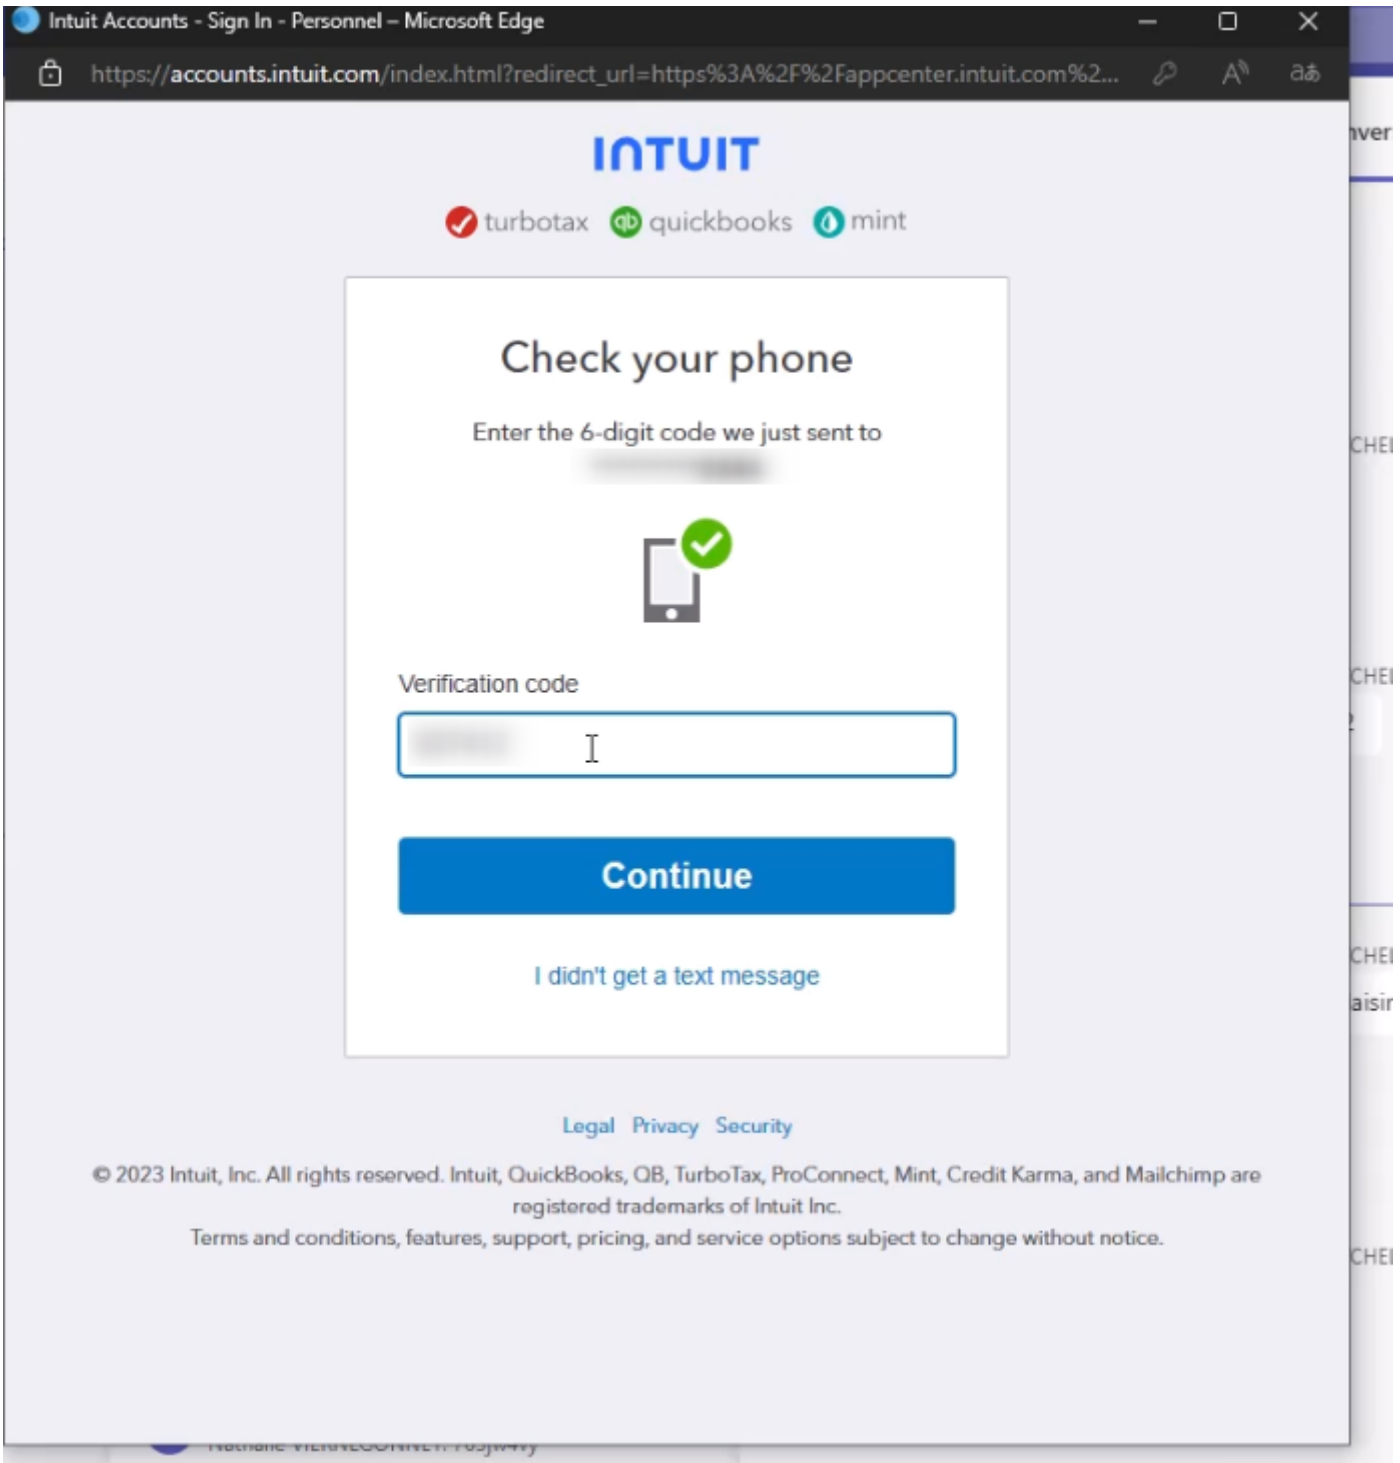 Intuit Accounts - Sign In - Personnel – Microsoft Edge
https://accounts.intuit.com/index.html?redirect_url=https%3A%2F%2Fappcenter.intuit.com%2...
INTUIT
turbotax quickbooks mint
Check your phone
Enter the 6-digit code we just sent to
Verification code
Continue
I didn't get a text message
Legal Privacy Security
© 2023 Intuit, Inc. All rights reserved. Intuit, QuickBooks, QB, TurboTax, ProConnect, Mint, Credit Karma, and Mailchimp are
registered trademarks of Intuit Inc.
Terms and conditions, features, support, pricing, and service options subject to change without notice.